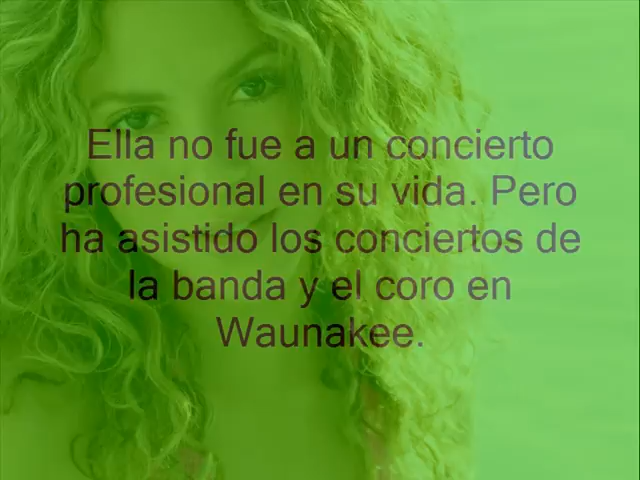 Ella no fue a un concierto
profesional en su vida. Pero
ha asistido los conciertos de
la banda y el coro en
Waunakee.